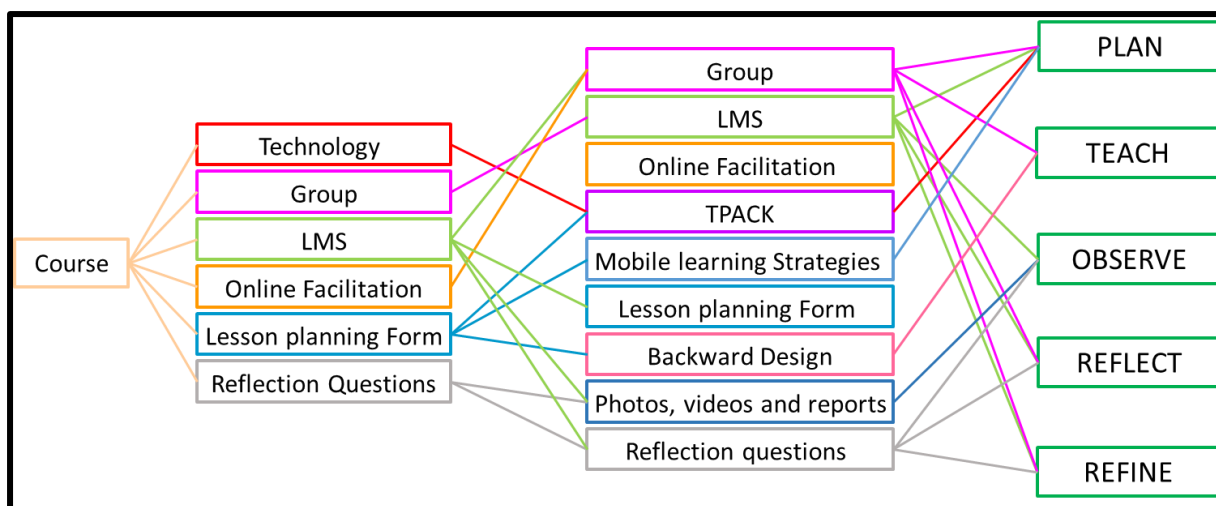 Course
Technology
Group
LMS
Online Facilitation
Lesson planning Form
Reflection Questions
Group
LMS
Online Facilitation
TPACK
Mobile learning Strategies
Lesson planning Form
Backward Design
Photos, videos and reports
Reflection questions
PLAN
TEACH
OBSERVE
REFLECT
REFINE